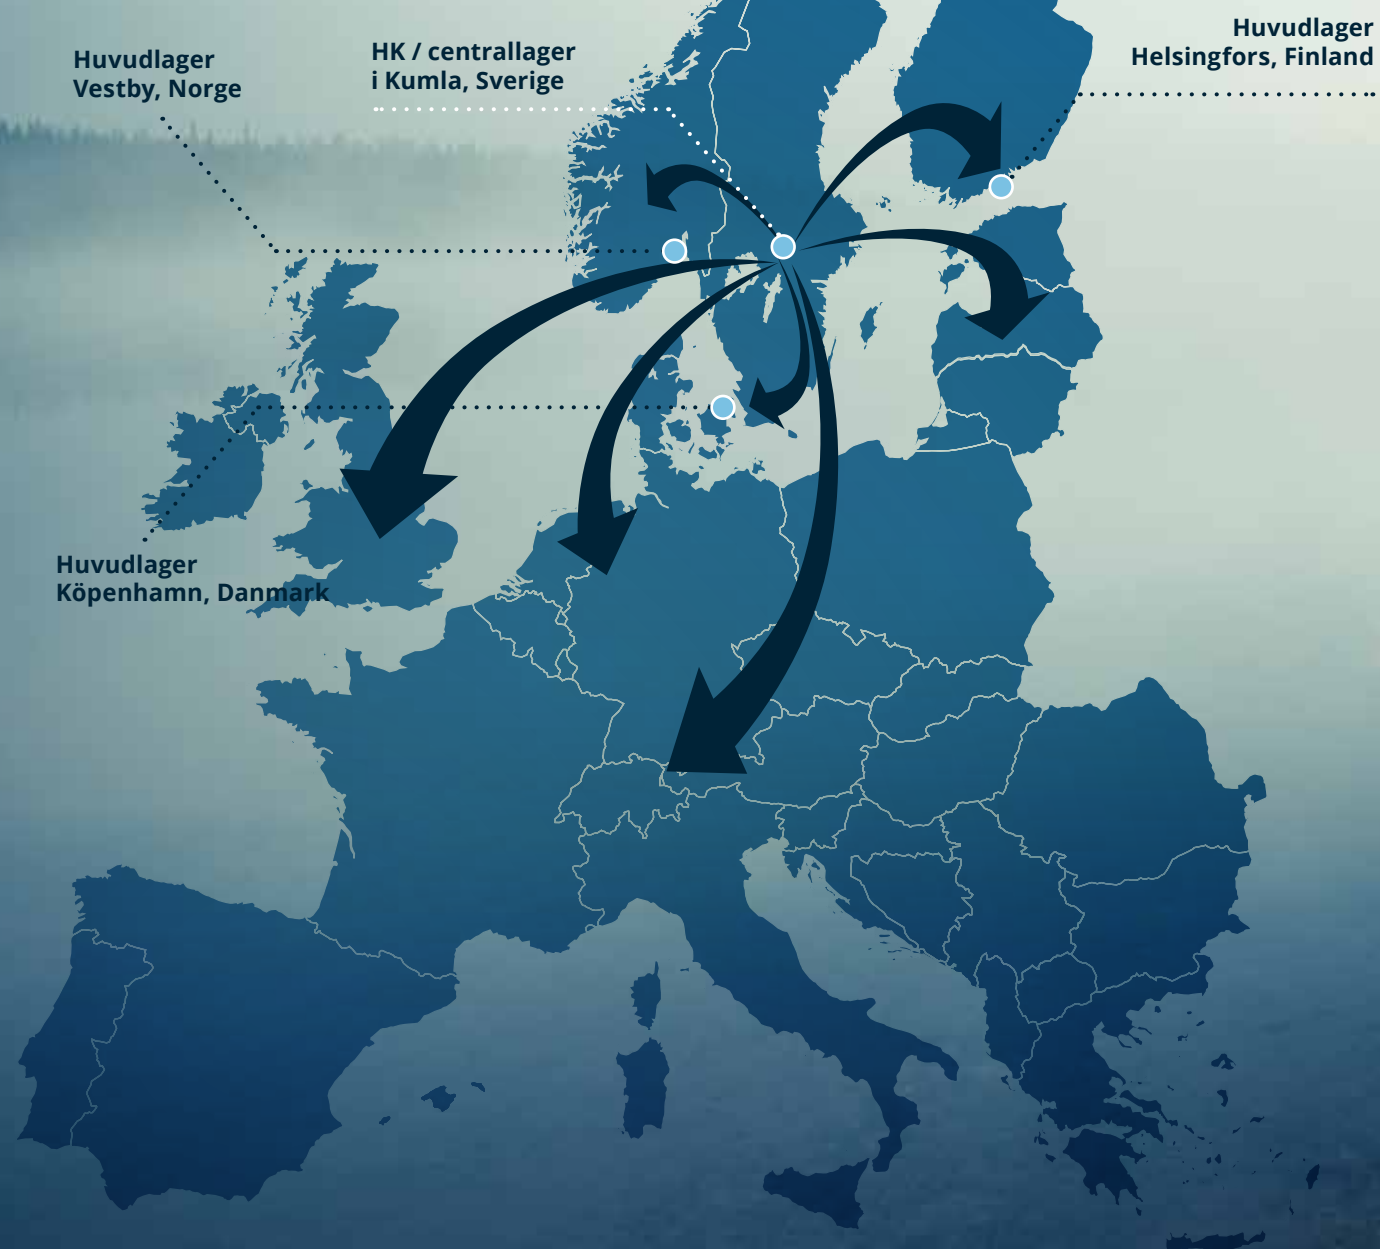 Huvudlager
Vestby, Norge
HK / centrallager
i Kumla, Sverige
Huvudlager
Helsingfors, Finland
Huvudlager
Köpenhamn, Danmark